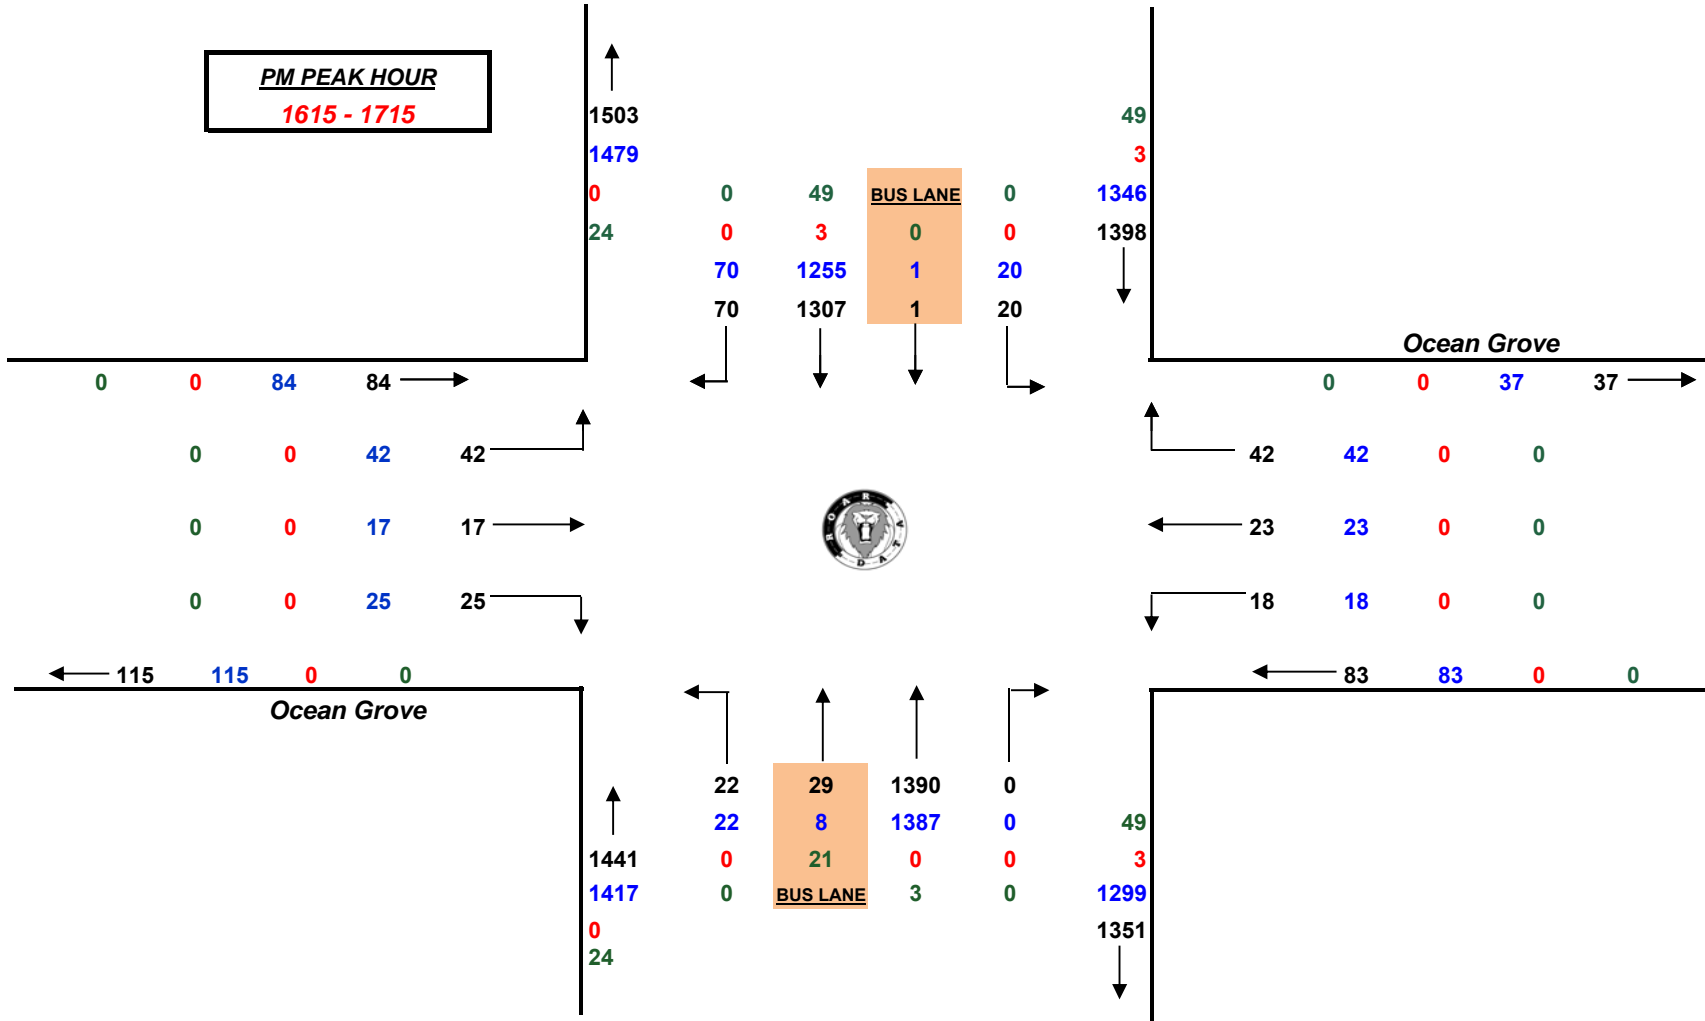 PM PEAK HOUR
1615 - 1715
1503 49
1479 3
0 0 49 BUS LANE 0 1346
24 0 3 0 0 1398
70 1255 1 20
70 1307 1 20
Ocean Grove
0 0 84 84 0 0 37 37
0 0 42 42 42 42 0 0
0 0 17 17 23 23 0 0
ROAR DATA
0 0 25 25 18 18 0 0
115 115 0 0 83 83 0 0
Ocean Grove
22 29 1390 0
22 8 1387 0 49
1441 0 21 0 0 3
1417 0 BUS LANE 3 0 1299
0 1351
24